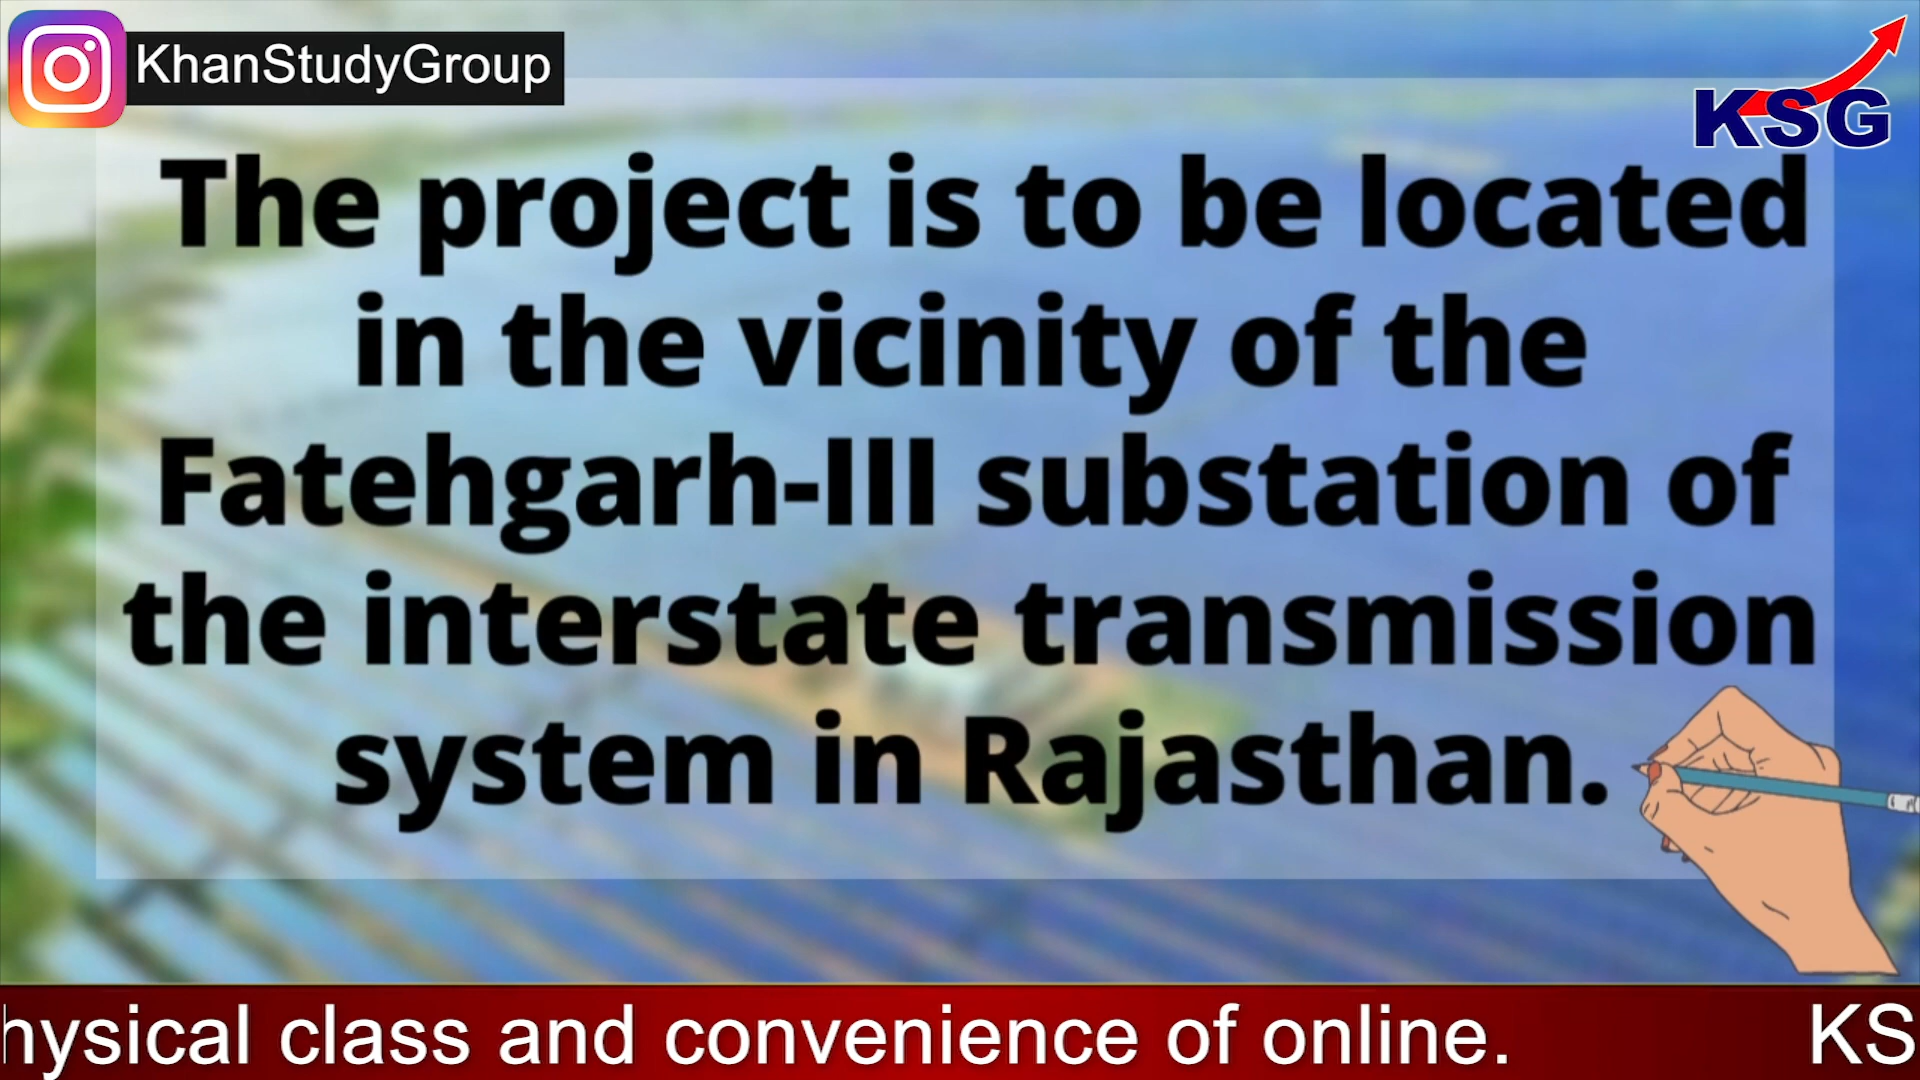 KhanStudyGroup
KSG
The project is to be located
in the vicinity of the
Fatehgarh-III substation of
the interstate transmission
system in Rajasthan.
hysical class and convenience of online. KS